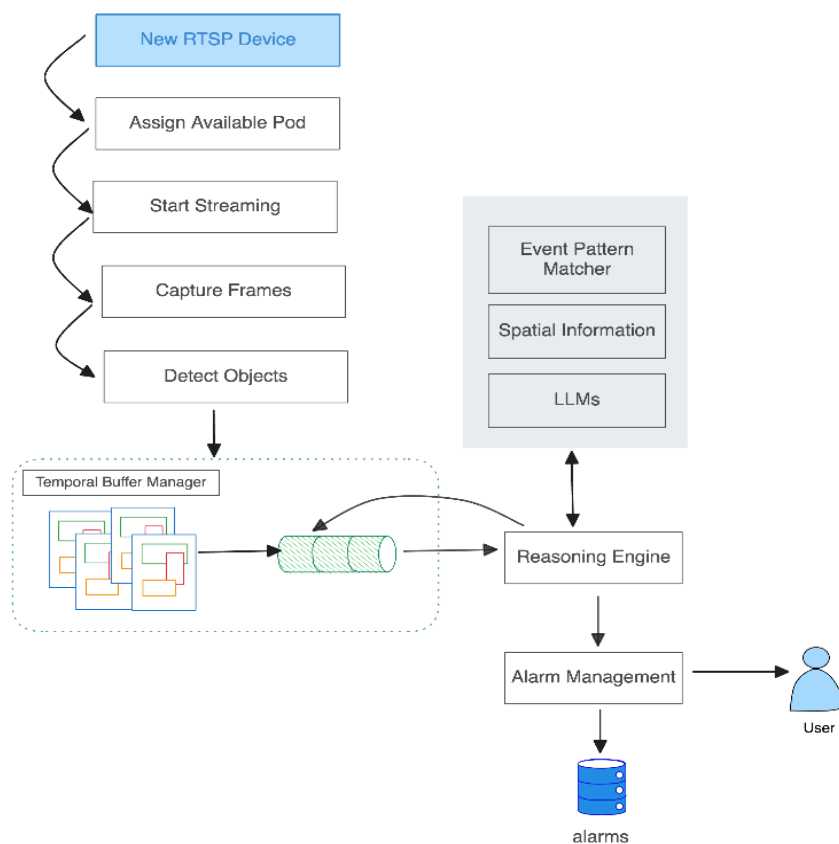 New RTSP Device
Assign Available Pod
Start Streaming
Capture Frames
Detect Objects
Temporal Buffer Manager
Event Pattern
Matcher
Spatial Information
LLMs
Reasoning Engine
Alarm Management
User
alarms